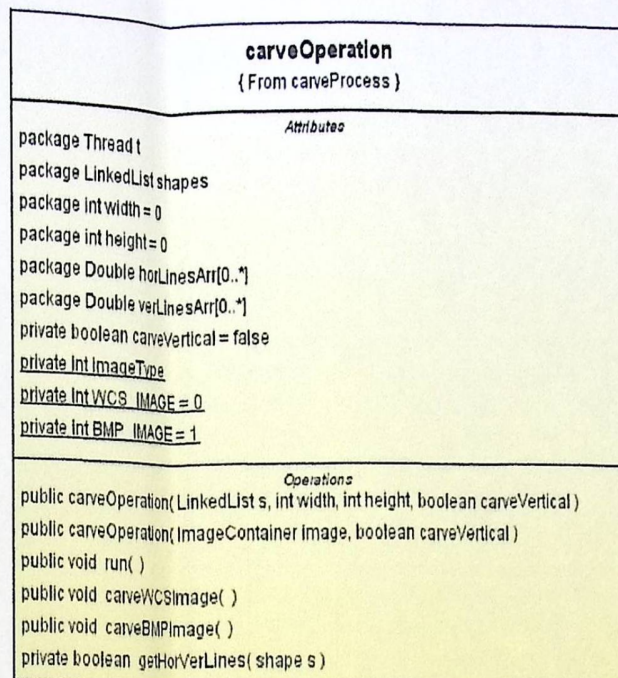 carveOperation
{ From carveProcess }
Attributes
package Thread t
package LinkedList shapes
package int width = 0
package int height = 0
package Double horLinesArr[0..*]
package Double verLinesArr[0..*]
private boolean carveVertical = false
private int imageType
private int WCS_IMAGE = 0
private int BMP_IMAGE = 1
Operations
public carveOperation( LinkedList s, int width, int height, boolean carveVertical )
public carveOperation( ImageContainer image, boolean carveVertical )
public void run( )
public void carveWCSImage( )
public void carveBMPImage( )
private boolean getHorVerLines( shape s )